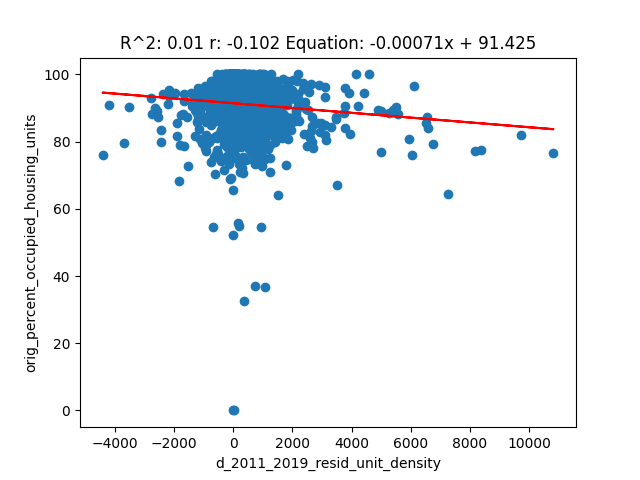 R^2: 0.01 r: -0.102 Equation: -0.00071x + 91.425
100
80
60
40
20
0
orig_percent_occupied_housing_units
−4000 −2000 0 2000 4000 6000 8000 10000
d_2011_2019_resid_unit_density